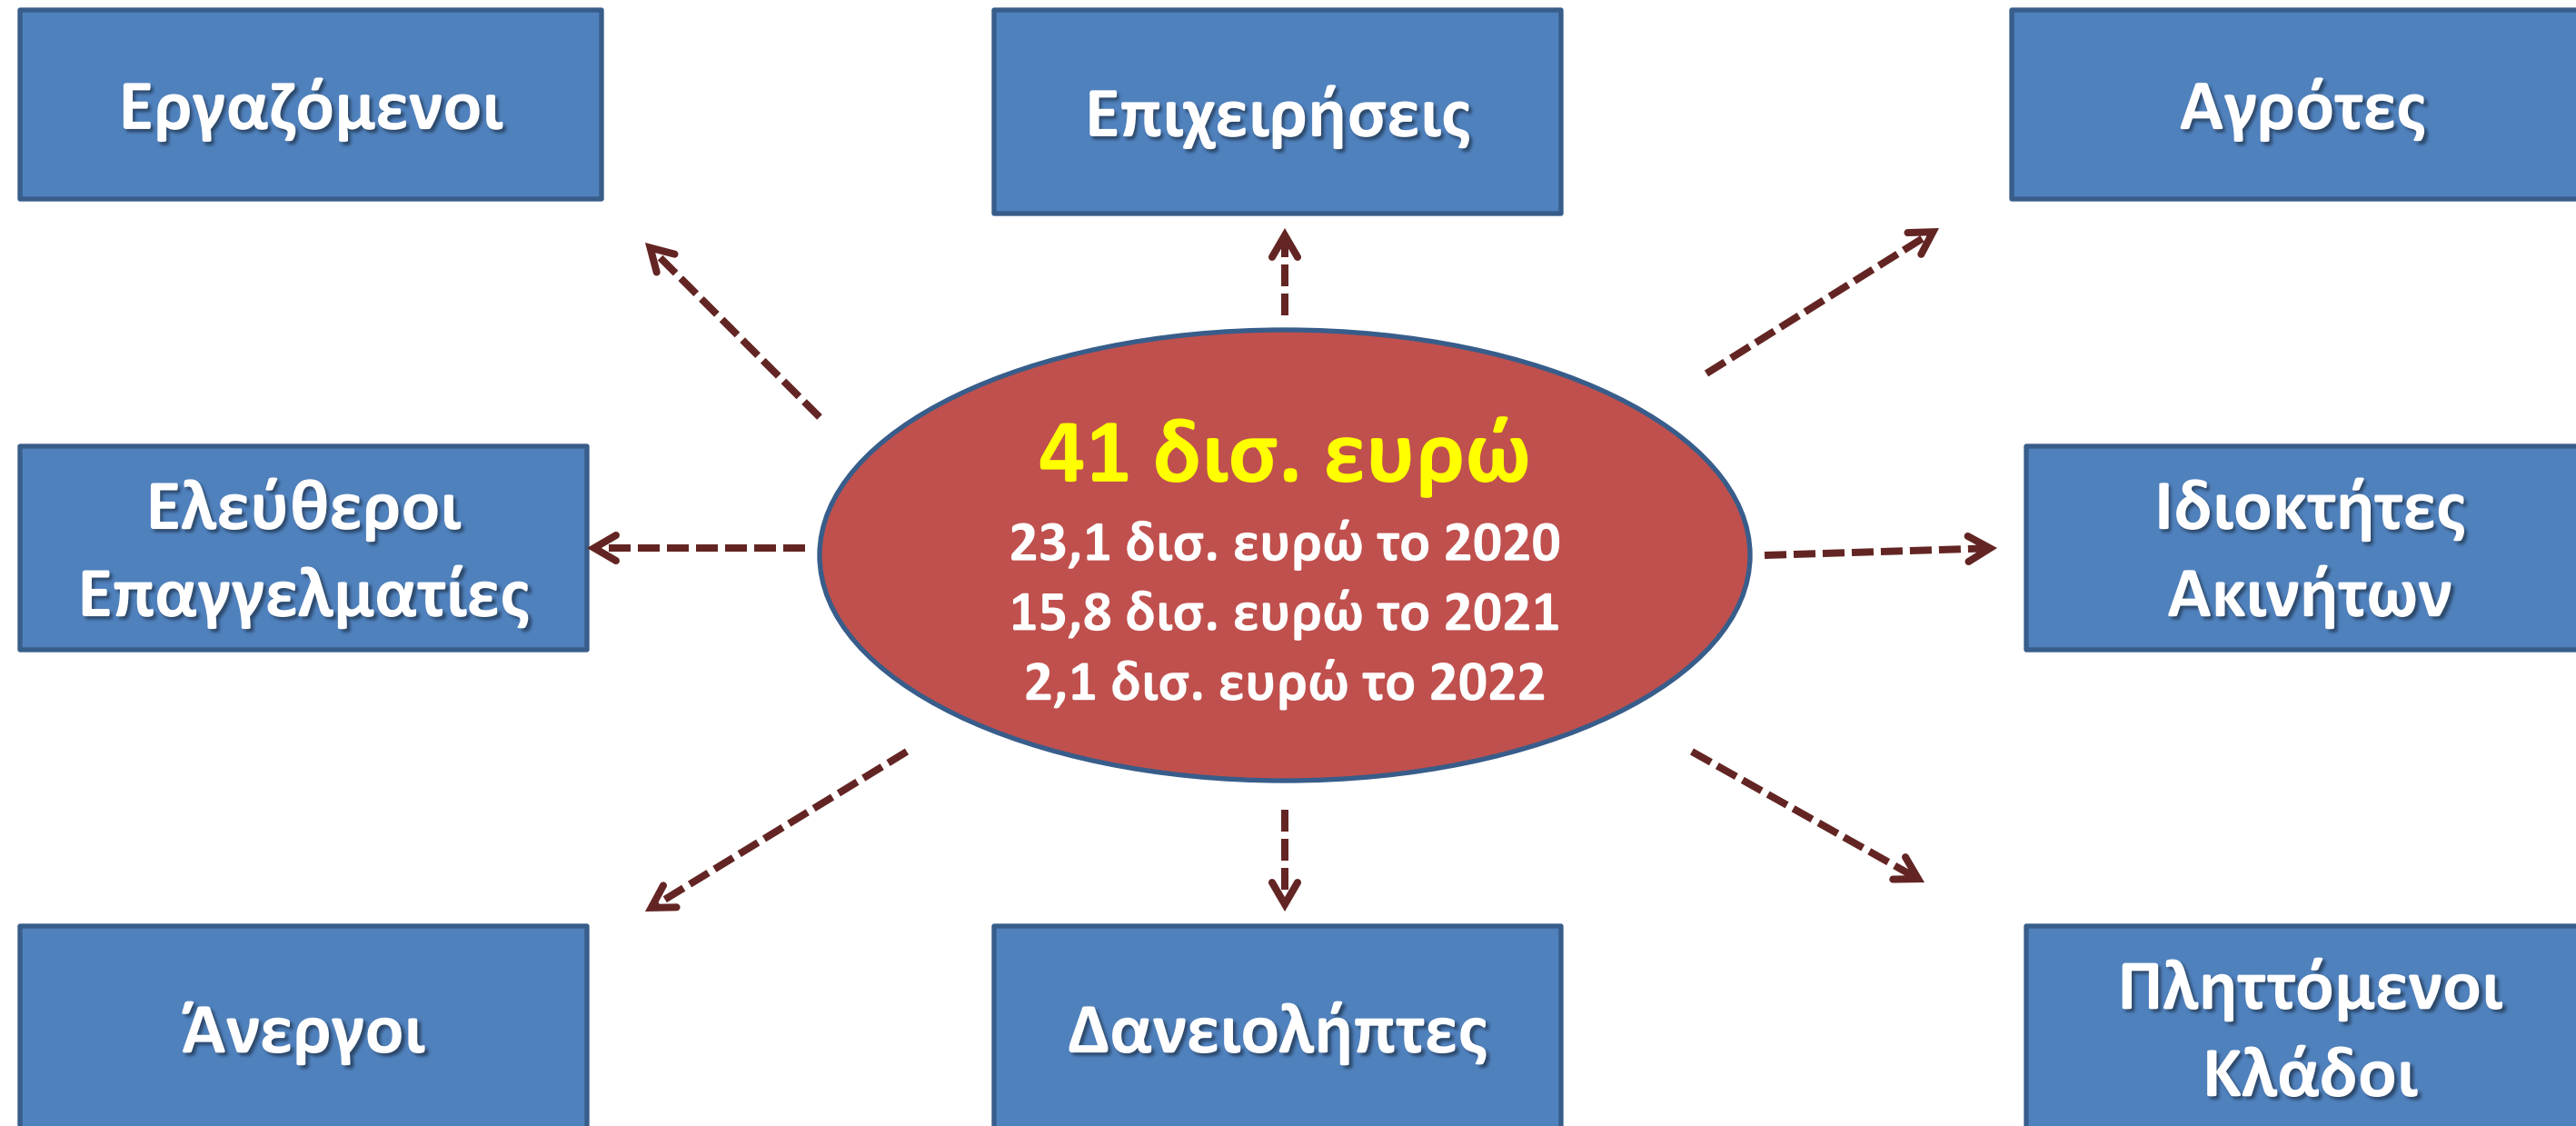 Εργαζόμενοι
Επιχειρήσεις
Αγρότες
41 δισ. ευρώ
23,1 δισ. ευρώ το 2020
15,8 δισ. ευρώ το 2021
2,1 δισ. ευρώ το 2022
Ελεύθεροι
Επαγγελματίες
Ιδιοκτήτες
Ακινήτων
Άνεργοι
Δανειολήπτες
Πληττόμενοι
Κλάδοι